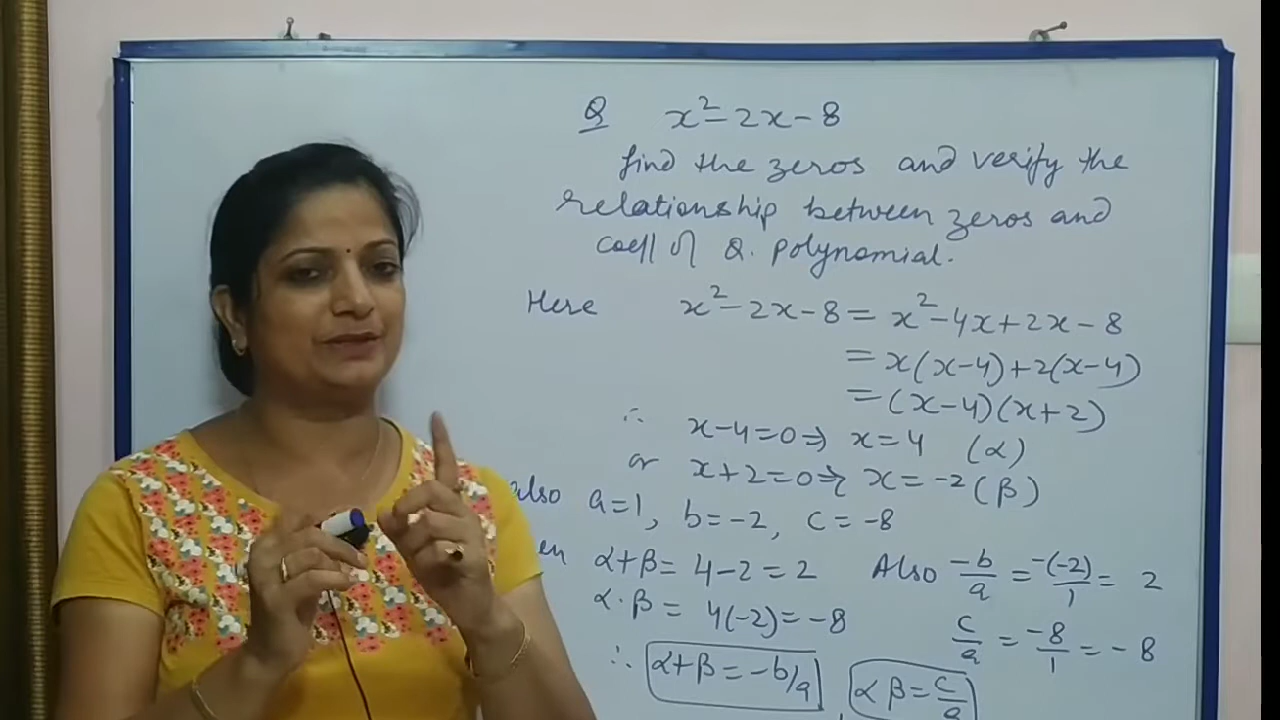 Q x²-2x-8
find the zeros and verify the
relationship between zeros and
coeff of Q. polynomial.
Here x²-2x-8 = x²-4x+2x-8
= x(x-4)+2(x-4)
= (x-4)(x+2)
∴ x-4=0 ⇒ x=4 (α)
or x+2=0 ⇒ x=-2 (β)
also a=1, b=-2, c=-8
en α+β= 4-2=2 Also -b/a = -(-2)/1 = 2
α.β= 4(-2)=-8 c/a = -8/1 = -8
∴ α+β=-b/a , αβ=c/a